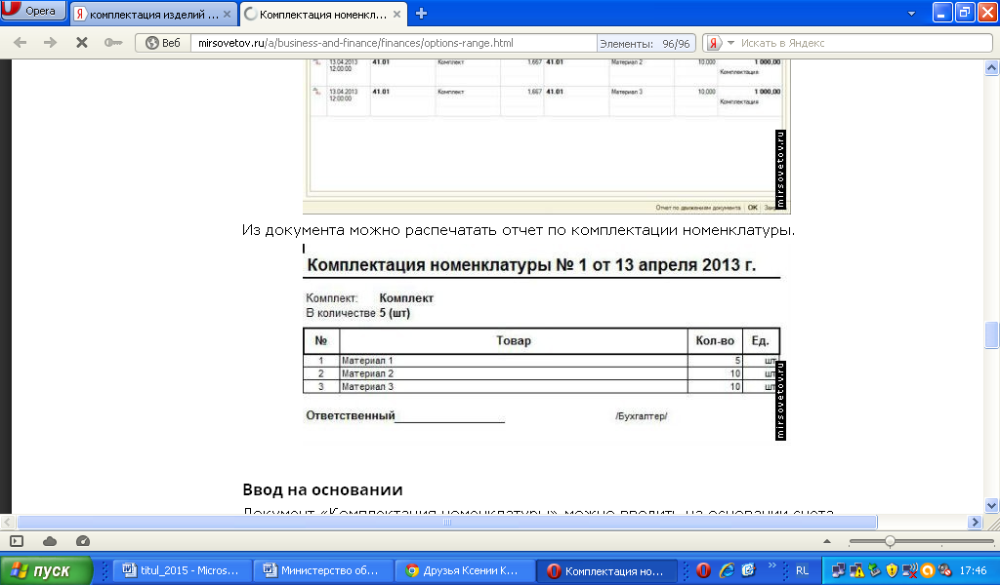 Opera
комплектация изделий ...
Комплектация номенкл...
Веб
mirsovetov.ru/a/business-and-finance/finances/options-range.html
Элементы: 96/96
Искать в Яндекс
13.04.2013 41.01 Комплект 1,667 41.01 Материал 2 10,000 1 000,00
12:00:00 Комплектация
13.04.2013 41.01 Комплект 1,667 41.01 Материал 3 10,000 1 000,00
12:00:00 Комплектация
mirsovetov.ru
Отчет по движениям документа OK
Из документа можно распечатать отчет по комплектации номенклатуры.
Комплектация номенклатуры № 1 от 13 апреля 2013 г.
Комплект: Комплект
В количестве 5 (шт)
№ Товар Кол-во Ед.
1 Материал 1 5 шт
2 Материал 2 10 шт
3 Материал 3 10 шт
mirsovetov.ru
Ответственный /Бухгалтер/
Ввод на основании
Документ «Комплектация номенклатуры» можно вводить на основании счета
пуск
titul_2015 - Micros...
Министерство об...
Друзья Ксении К...
Комплектация но...
RL
17:46